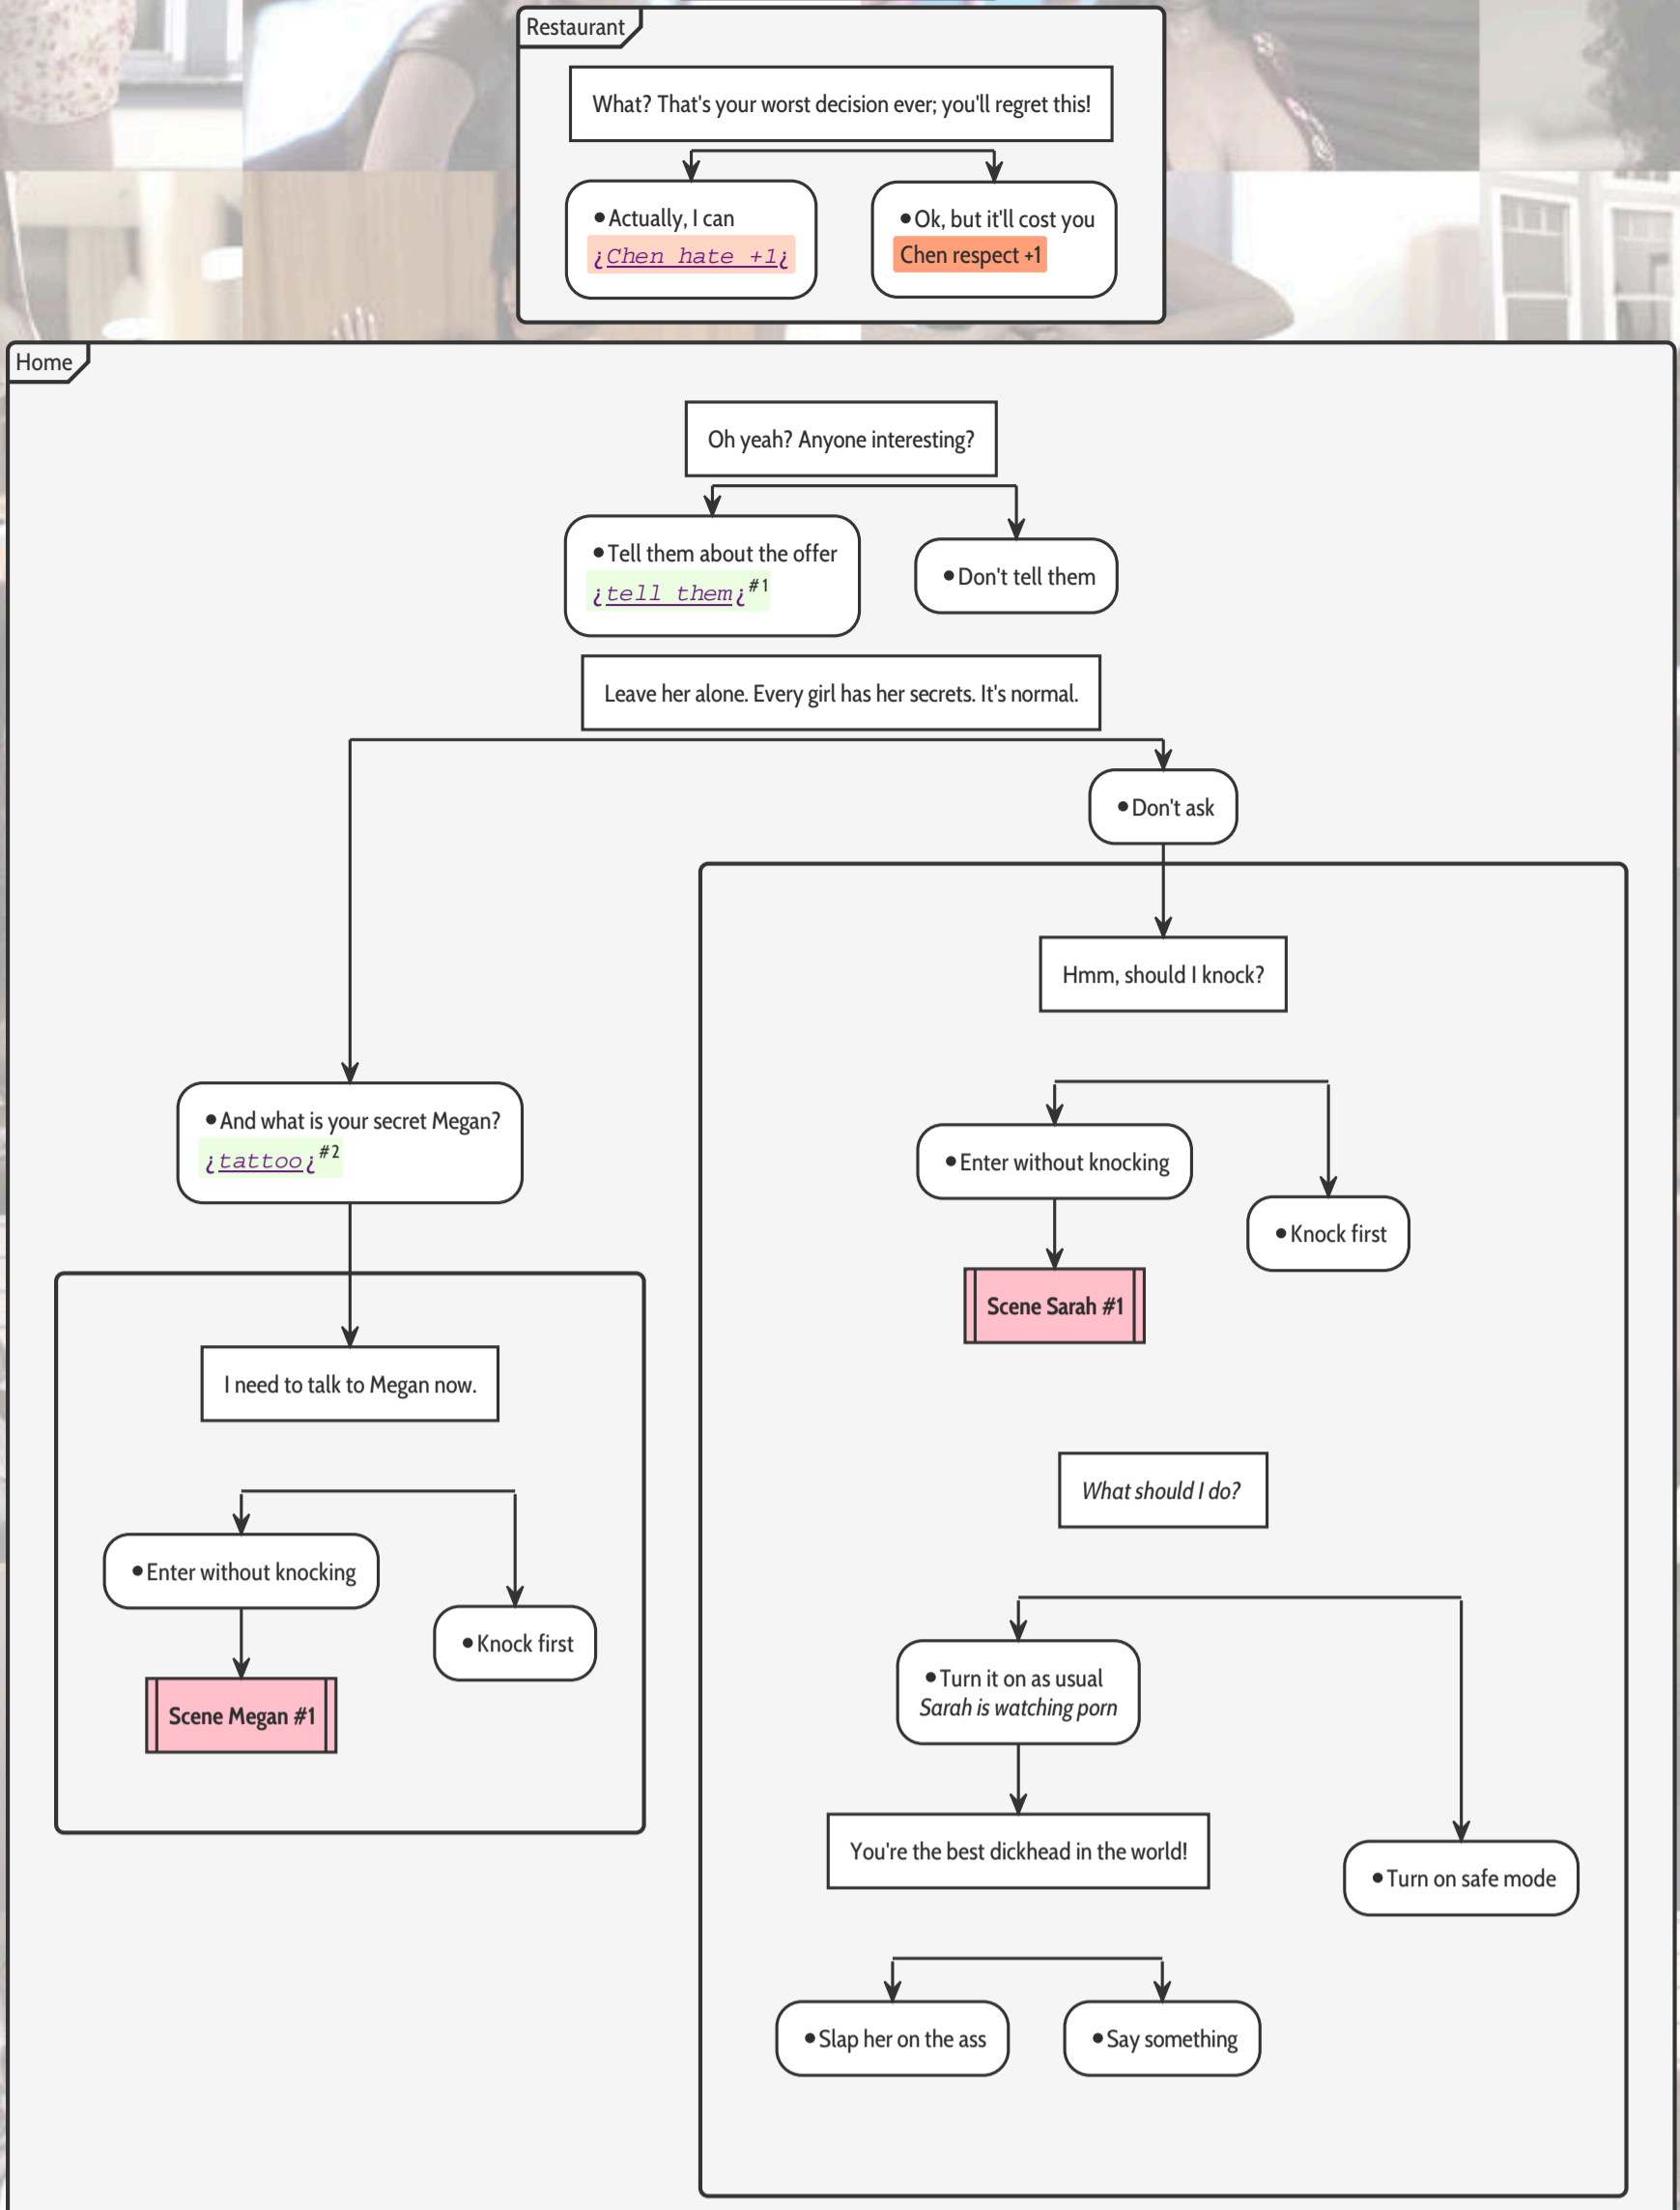 Restaurant
What? That's your worst decision ever; you'll regret this!
•Actually, I can
¿Chen hate +1¿
•Ok, but it'll cost you
Chen respect +1
Home
Oh yeah? Anyone interesting?
•Tell them about the offer
¿tell them¿#1
•Don't tell them
Leave her alone. Every girl has her secrets. It's normal.
•Don't ask
Hmm, should I knock?
•And what is your secret Megan?
¿tattoo¿#2
•Enter without knocking
•Knock first
Scene Sarah #1
I need to talk to Megan now.
What should I do?
•Enter without knocking
•Knock first
Scene Megan #1
•Turn it on as usual
Sarah is watching porn
You're the best dickhead in the world!
•Turn on safe mode
•Slap her on the ass
•Say something